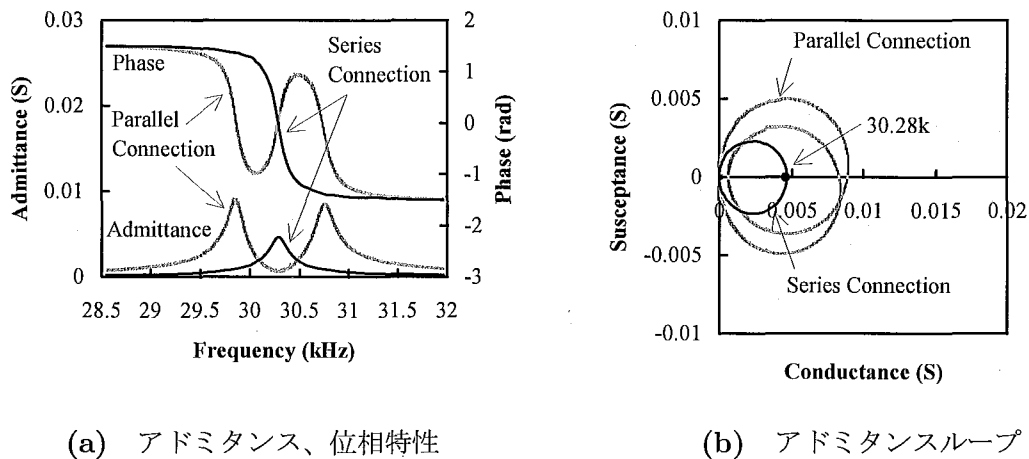 0.03
0.02
0.01
0
Admittance (S)
2
1
0
-1
-2
-3
Phase (rad)
Phase
Series
Connection
Parallel
Connection
Admittance
28.5 29 29.5 30 30.5 31 31.5 32
Frequency (kHz)
(a) アドミタンス、位相特性
0.01
0.005
0
-0.005
-0.01
Susceptance (S)
Parallel Connection
30.28k
0 0.005 0.01 0.015 0.02
Series Connection
Conductance (S)
(b) アドミタンスループ